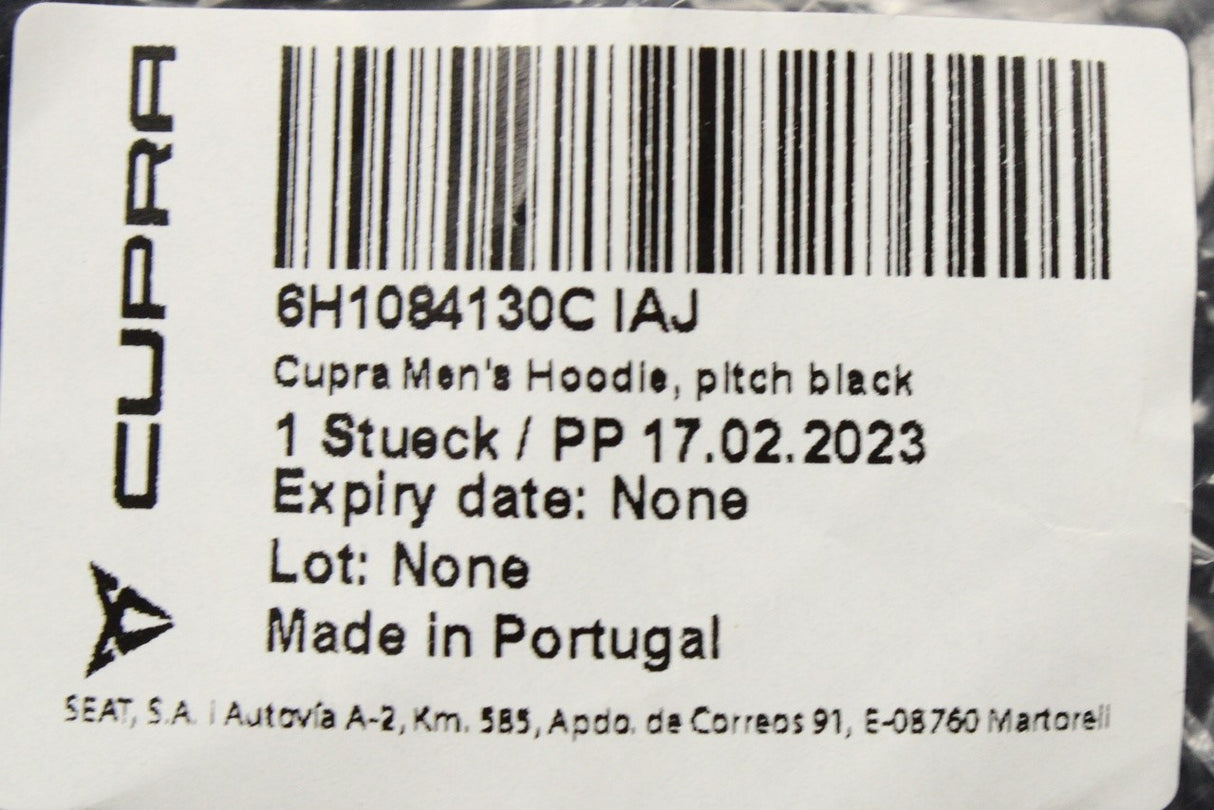 CUPRA
6H1084130C IAJ
Cupra Men's Hoodie, pitch black
1 Stueck / PP 17.02.2023
Expiry date: None
Lot: None
Made in Portugal
SEAT, S.A. | Autovía A-2, Km. 585, Apdo. de Correos 91, E-08760 Martorell